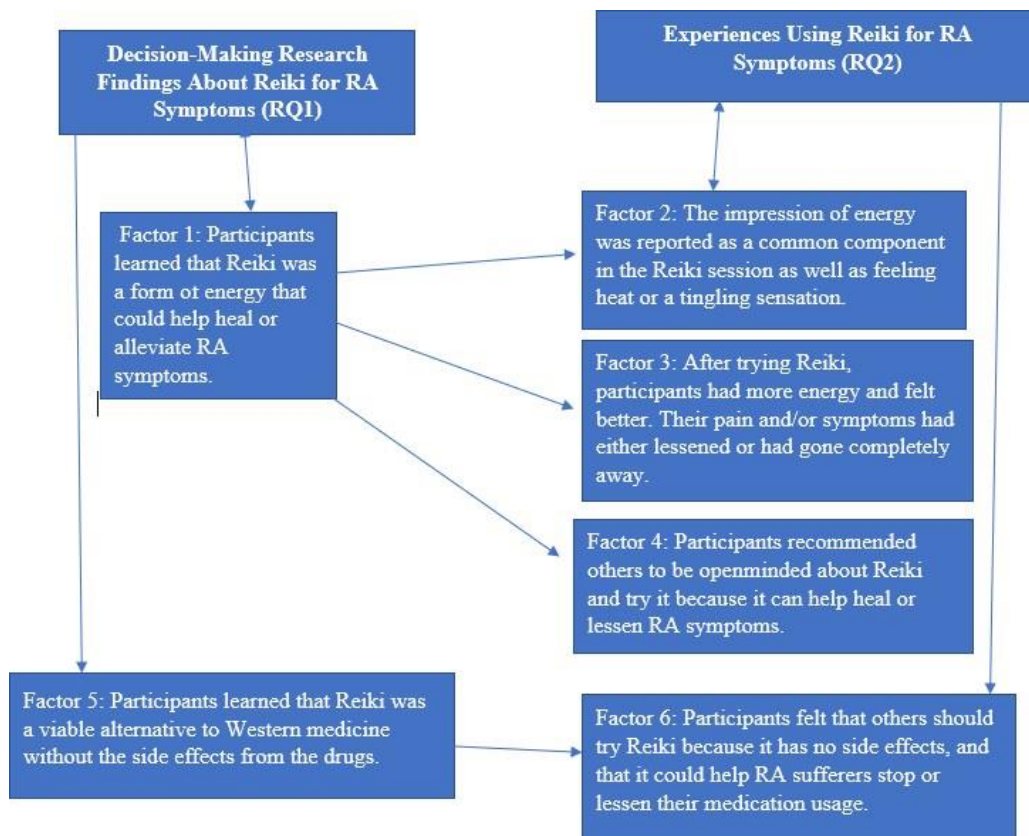 Decision-Making Research
Findings About Reiki for RA
Symptoms (RQ1)
Experiences Using Reiki for RA
Symptoms (RQ2)
Factor 1: Participants
learned that Reiki was
a form of energy that
could help heal or
alleviate RA
symptoms.
Factor 2: The impression of energy
was reported as a common component
in the Reiki session as well as feeling
heat or a tingling sensation.
Factor 3: After trying Reiki,
participants had more energy and felt
better. Their pain and/or symptoms had
either lessened or had gone completely
away.
Factor 4: Participants recommended
others to be openminded about Reiki
and try it because it can help heal or
lessen RA symptoms.
Factor 5: Participants learned that Reiki was
a viable alternative to Western medicine
without the side effects from the drugs.
Factor 6: Participants felt that others should
try Reiki because it has no side effects, and
that it could help RA sufferers stop or
lessen their medication usage.